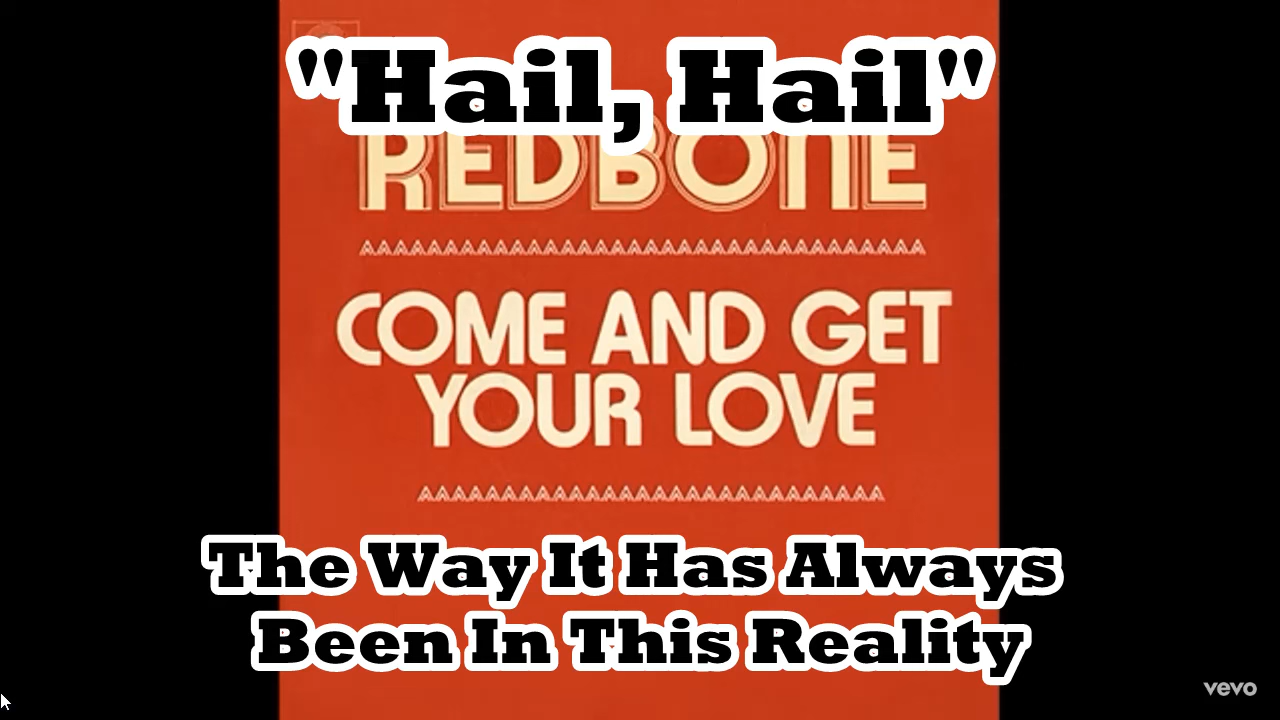 "Hail, Hail"
REDBONE
COME AND GET
YOUR LOVE
The Way It Has Always
Been In This Reality
vevo